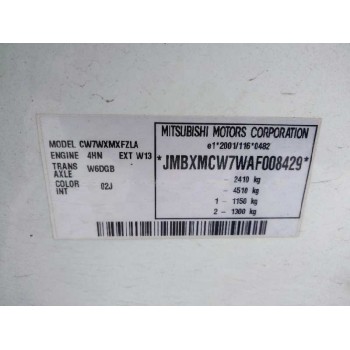 MITSUBISHI MOTORS CORPORATION
e1*2001/116*0482
*JMBXMCW7WAF008429*
- 2410 kg
- 4510 kg
1 - 1150 kg
2 - 1300 kg
MODEL CW7WXMXFZLA
ENGINE 4HN EXT W13
TRANS AXLE W6DGB
COLOR INT 02J